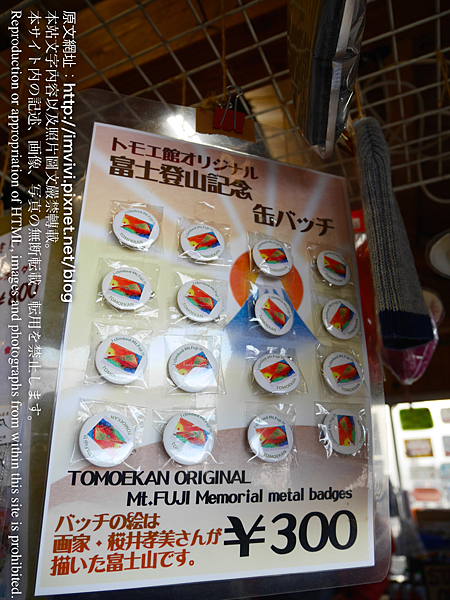 原文網址：http://imvivi.pixnet.net/blog
本站文字內容以及照片圖文嚴禁轉載。
本サイト内の記述、画像、写真の無断転載・転用を禁止します。
Reproduction or appropriation of HTML, images and photographs from within this site is prohibited.
トモエ館オリジナル
富士登山記念
缶バッチ
TOMOEKAN ORIGINAL
Mt.FUJI Memorial metal badges
バッチの絵は
画家・桜井孝美さんが
描いた富士山です。
￥300